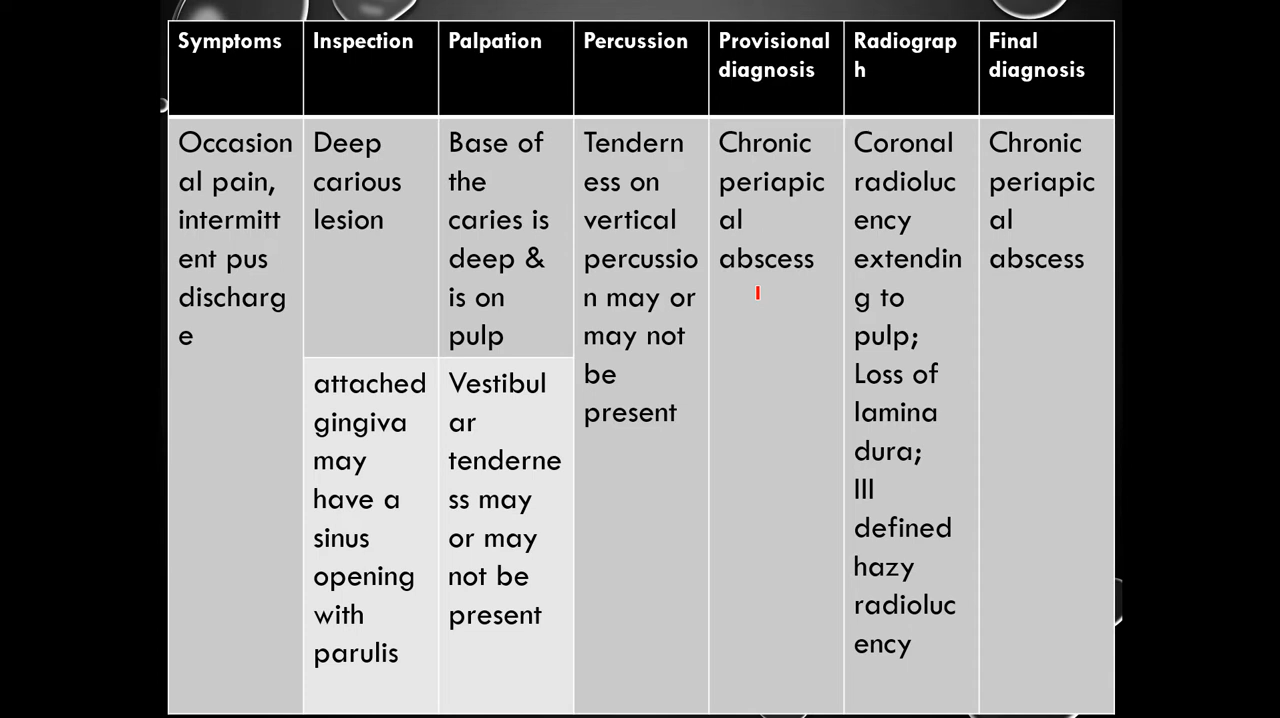 Symptoms
Inspection
Palpation
Percussion
Provisional
diagnosis
Radiograp
h
Final
diagnosis
Occasion
al pain,
intermitt
ent pus
discharg
e
Deep
carious
lesion
Base of
the
caries is
deep &
is on
pulp
Tendern
ess on
vertical
percussio
n may or
may not
be
present
Chronic
periapic
al
abscess
Coronal
radioluc
ency
extendin
g to
pulp;
Loss of
lamina
dura;
Ill
defined
hazy
radioluc
ency
Chronic
periapic
al
abscess
attached
gingiva
may
have a
sinus
opening
with
parulis
Vestibul
ar
tenderne
ss may
or may
not be
present